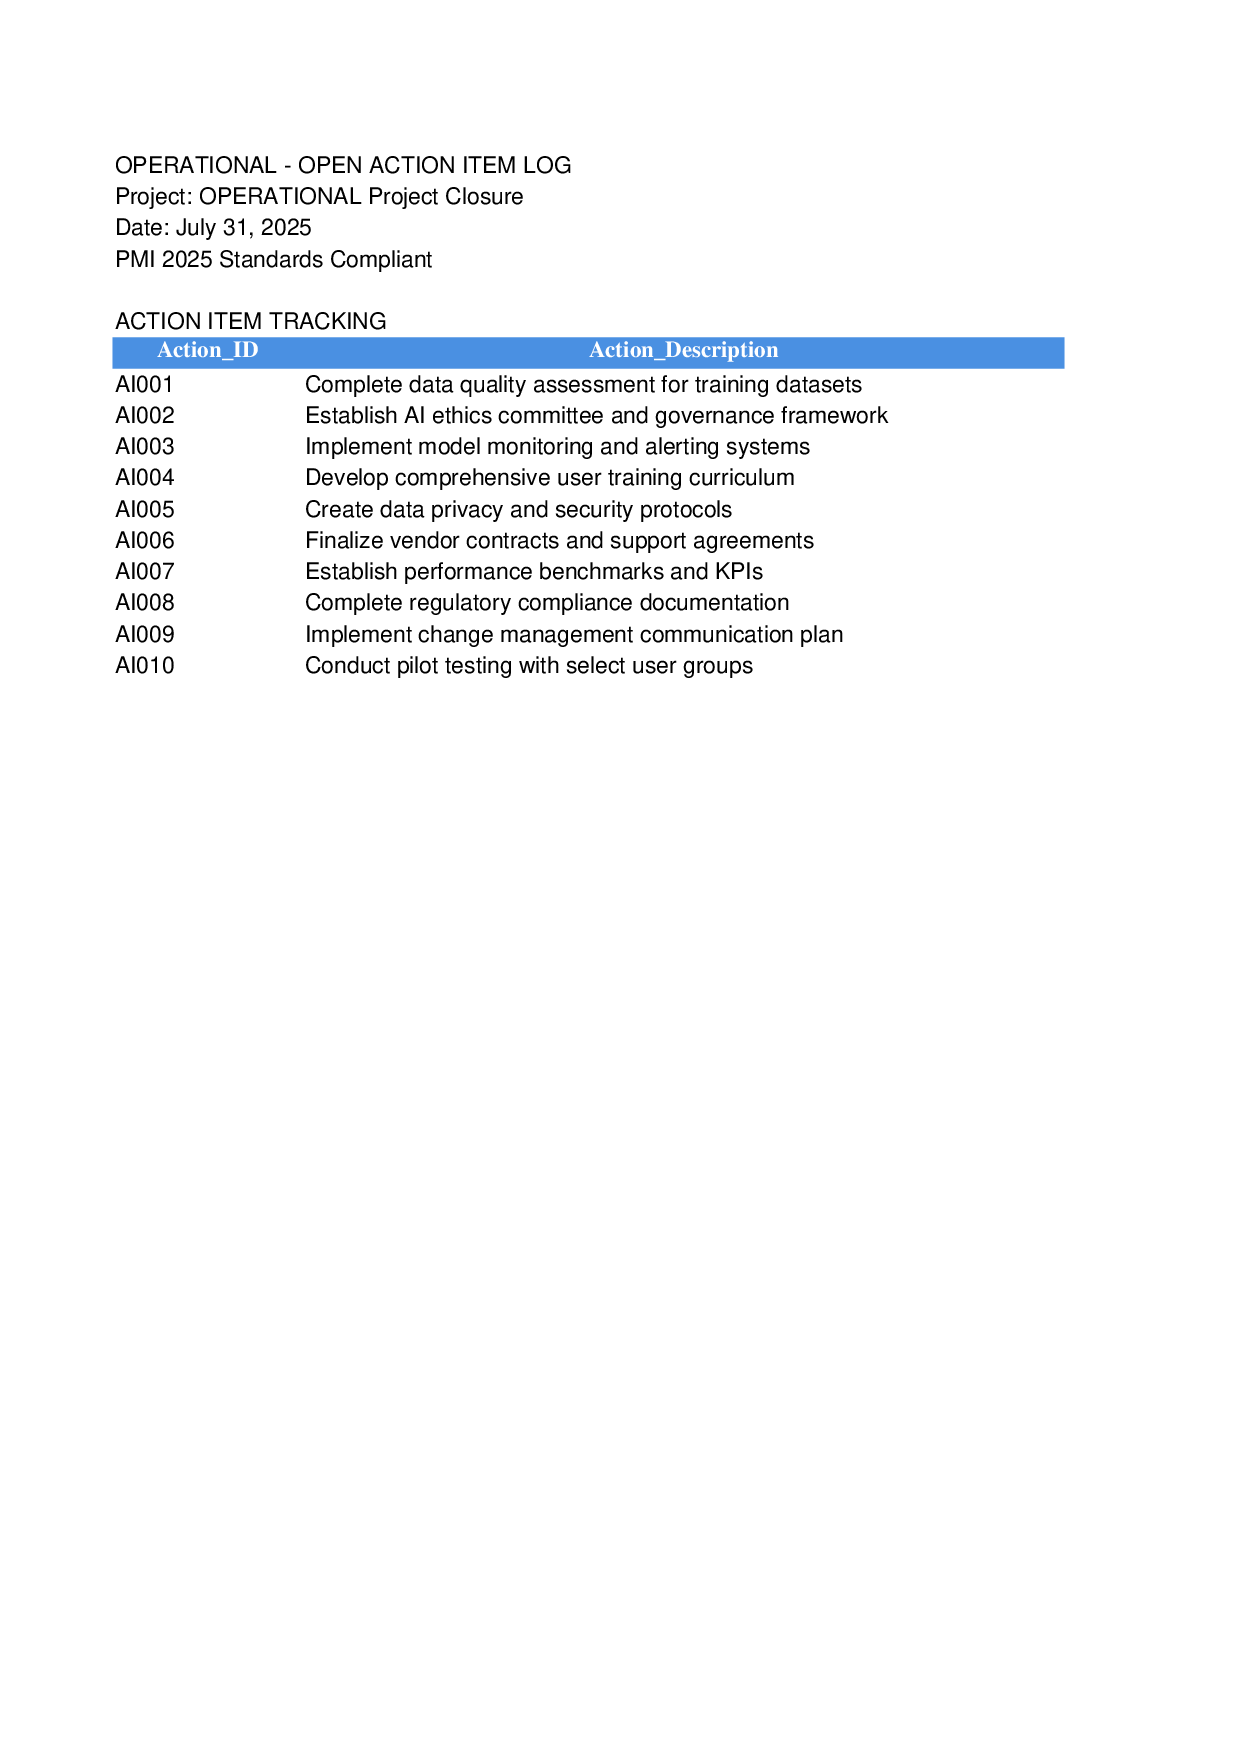 OPERATIONAL - OPEN ACTION ITEM LOG
Project: OPERATIONAL Project Closure
Date: July 31, 2025
PMI 2025 Standards Compliant
ACTION ITEM TRACKING
Action_ID Action_Description
AI001 Complete data quality assessment for training datasets
AI002 Establish AI ethics committee and governance framework
AI003 Implement model monitoring and alerting systems
AI004 Develop comprehensive user training curriculum
AI005 Create data privacy and security protocols
AI006 Finalize vendor contracts and support agreements
AI007 Establish performance benchmarks and KPIs
AI008 Complete regulatory compliance documentation
AI009 Implement change management communication plan
AI010 Conduct pilot testing with select user groups